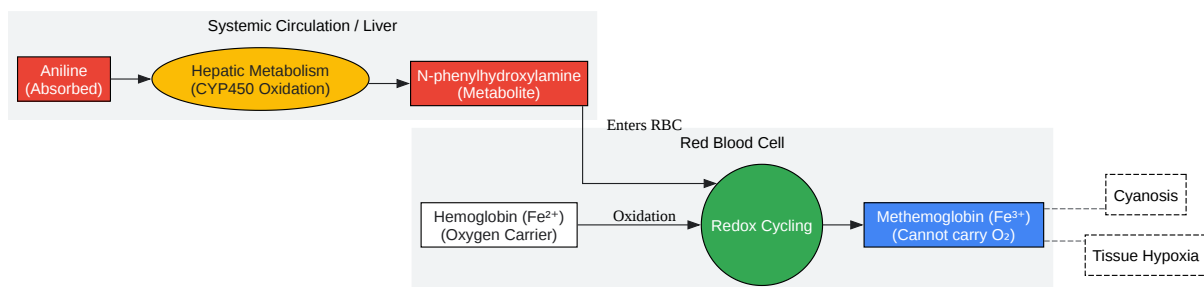 Systemic Circulation / Liver
Aniline
(Absorbed)
Hepatic Metabolism
(CYP450 Oxidation)
N-phenylhydroxylamine
(Metabolite)
Enters RBC
Red Blood Cell
Hemoglobin (Fe²⁺)
(Oxygen Carrier)
Oxidation
Redox Cycling
Methemoglobin (Fe³⁺)
(Cannot carry O₂)
Cyanosis
Tissue Hypoxia